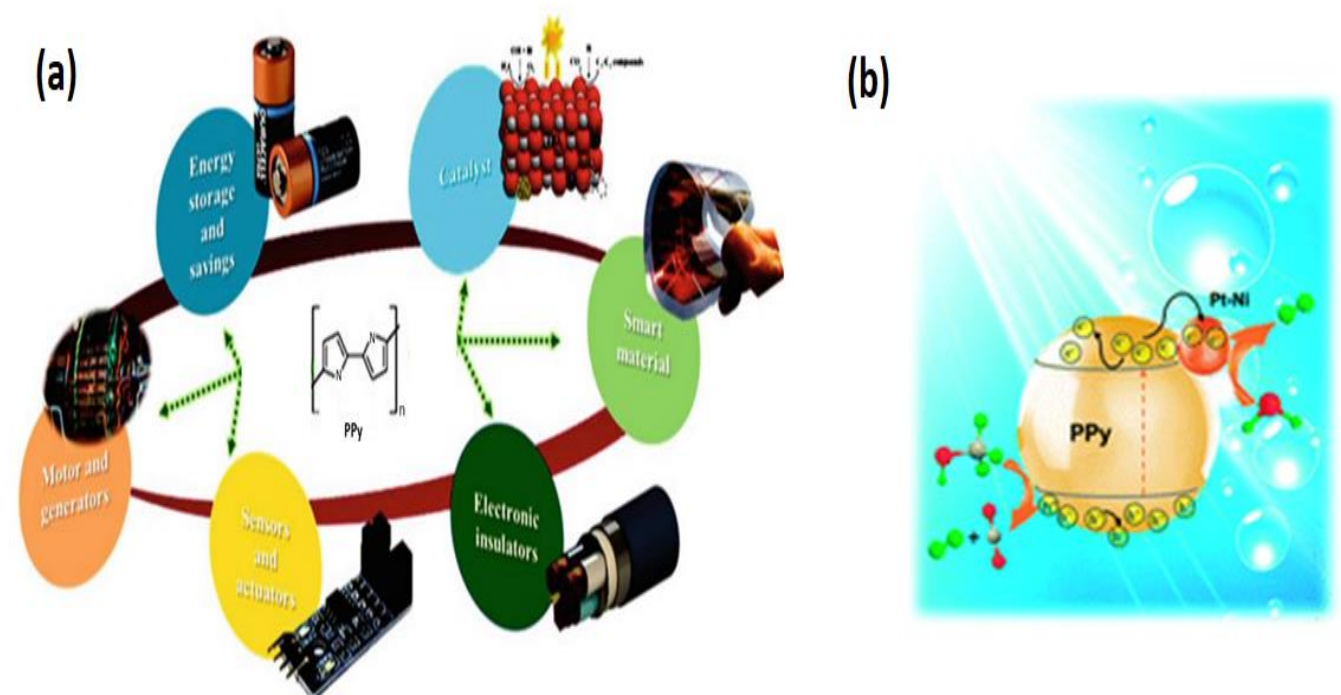 (a)
Energy
storage
and
savings
DURACELL
Catalyst
Smart
material
N
N
n
PPy
Motor and
generators
Sensors
and
actuators
Electronic
insulators
(b)
Pt-Ni
PPy
+